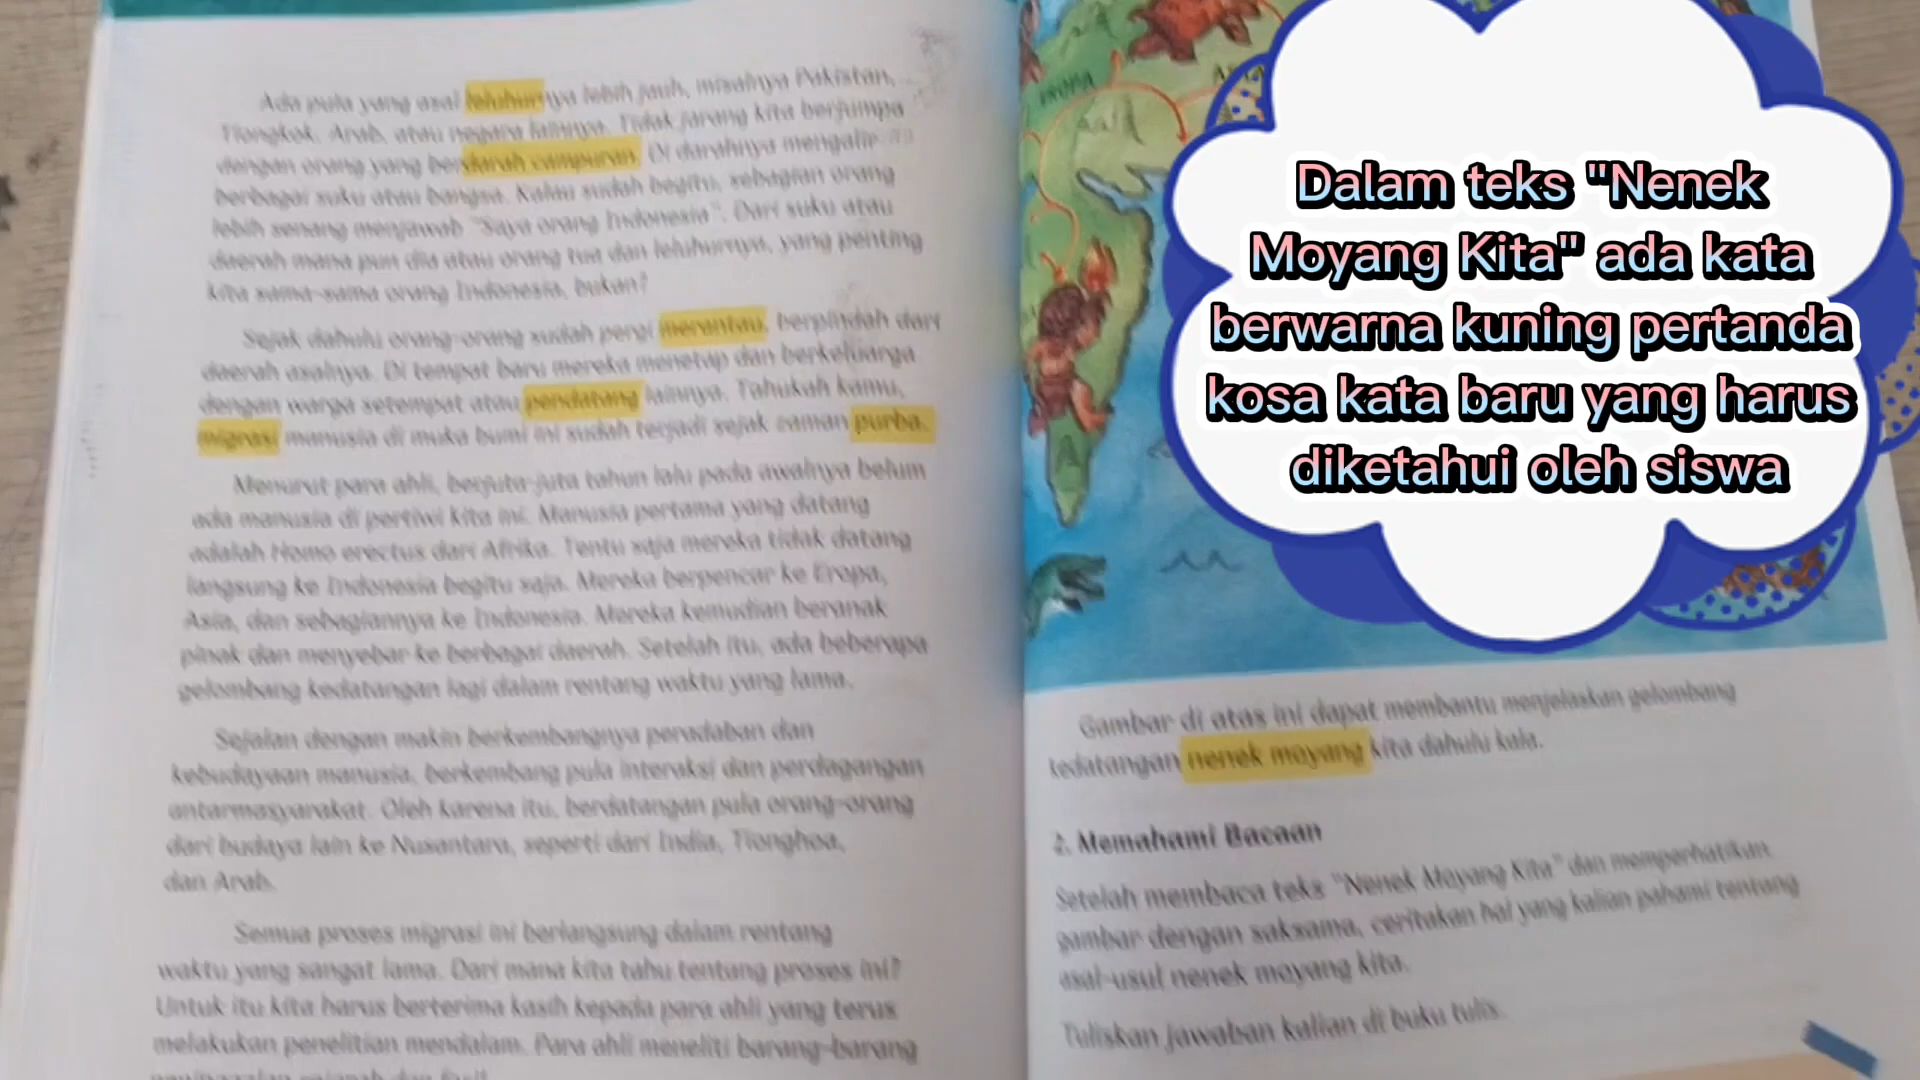 Ada pula yang asal leluhurnya lebih jauh, misalnya Pakistan,
Tiongkok, Arab, atau negara lainnya. Tidak jarang kita berjumpa
dengan orang yang berdarah campuran. Di darahnya mengalir
berbagai suku atau bangsa. Kalau sudah begitu, sebagian orang
lebih senang menjawab "Saya orang Indonesia". Dari suku atau
daerah mana pun dia atau orang tua dan leluhurnya, yang penting
kita sama-sama orang Indonesia, bukan?
Sejak dahulu orang-orang sudah pergi merantau, berpindah dari
daerah asalnya. Di tempat baru mereka menetap dan berkeluarga
dengan warga setempat atau pendatang lainnya. Tahukah kamu,
migrasi manusia di muka bumi ini sudah terjadi sejak zaman purba.
Menurut para ahli, berjuta-juta tahun lalu pada awalnya belum
ada manusia di pertiwi kita ini. Manusia pertama yang datang
adalah Homo erectus dari Afrika. Tentu saja mereka tidak datang
langsung ke Indonesia begitu saja. Mereka berpencar ke Eropa,
Asia, dan sebagiannya ke Indonesia. Mereka kemudian beranak
pinak dan menyebar ke berbagai daerah. Setelah itu, ada beberapa
gelombang kedatangan lagi dalam rentang waktu yang lama.
Sejalan dengan makin berkembangnya peradaban dan
kebudayaan manusia, berkembang pula interaksi dan perdagangan
antarmasyarakat. Oleh karena itu, berdatangan pula orang-orang
dari budaya lain ke Nusantara, seperti dari India, Tionghoa,
dan Arab.
Semua proses migrasi ini berlangsung dalam rentang
waktu yang sangat lama. Dari mana kita tahu tentang proses ini?
Untuk itu kita harus berterima kasih kepada para ahli yang terus
melakukan penelitian mendalam. Para ahli meneliti barang-barang
EROPA
Dalam teks "Nenek
Moyang Kita" ada kata
berwarna kuning pertanda
kosa kata baru yang harus
diketahui oleh siswa
Gambar di atas ini dapat membantu menjelaskan gelombang
kedatangan nenek moyang kita dahulu kala.
2. Memahami Bacaan
Setelah membaca teks "Nenek Moyang Kita" dan memperhatikan
gambar dengan saksama, ceritakan hal yang kalian pahami tentang
asal-usul nenek moyang kita.
Tuliskan jawaban kalian di buku tulis.